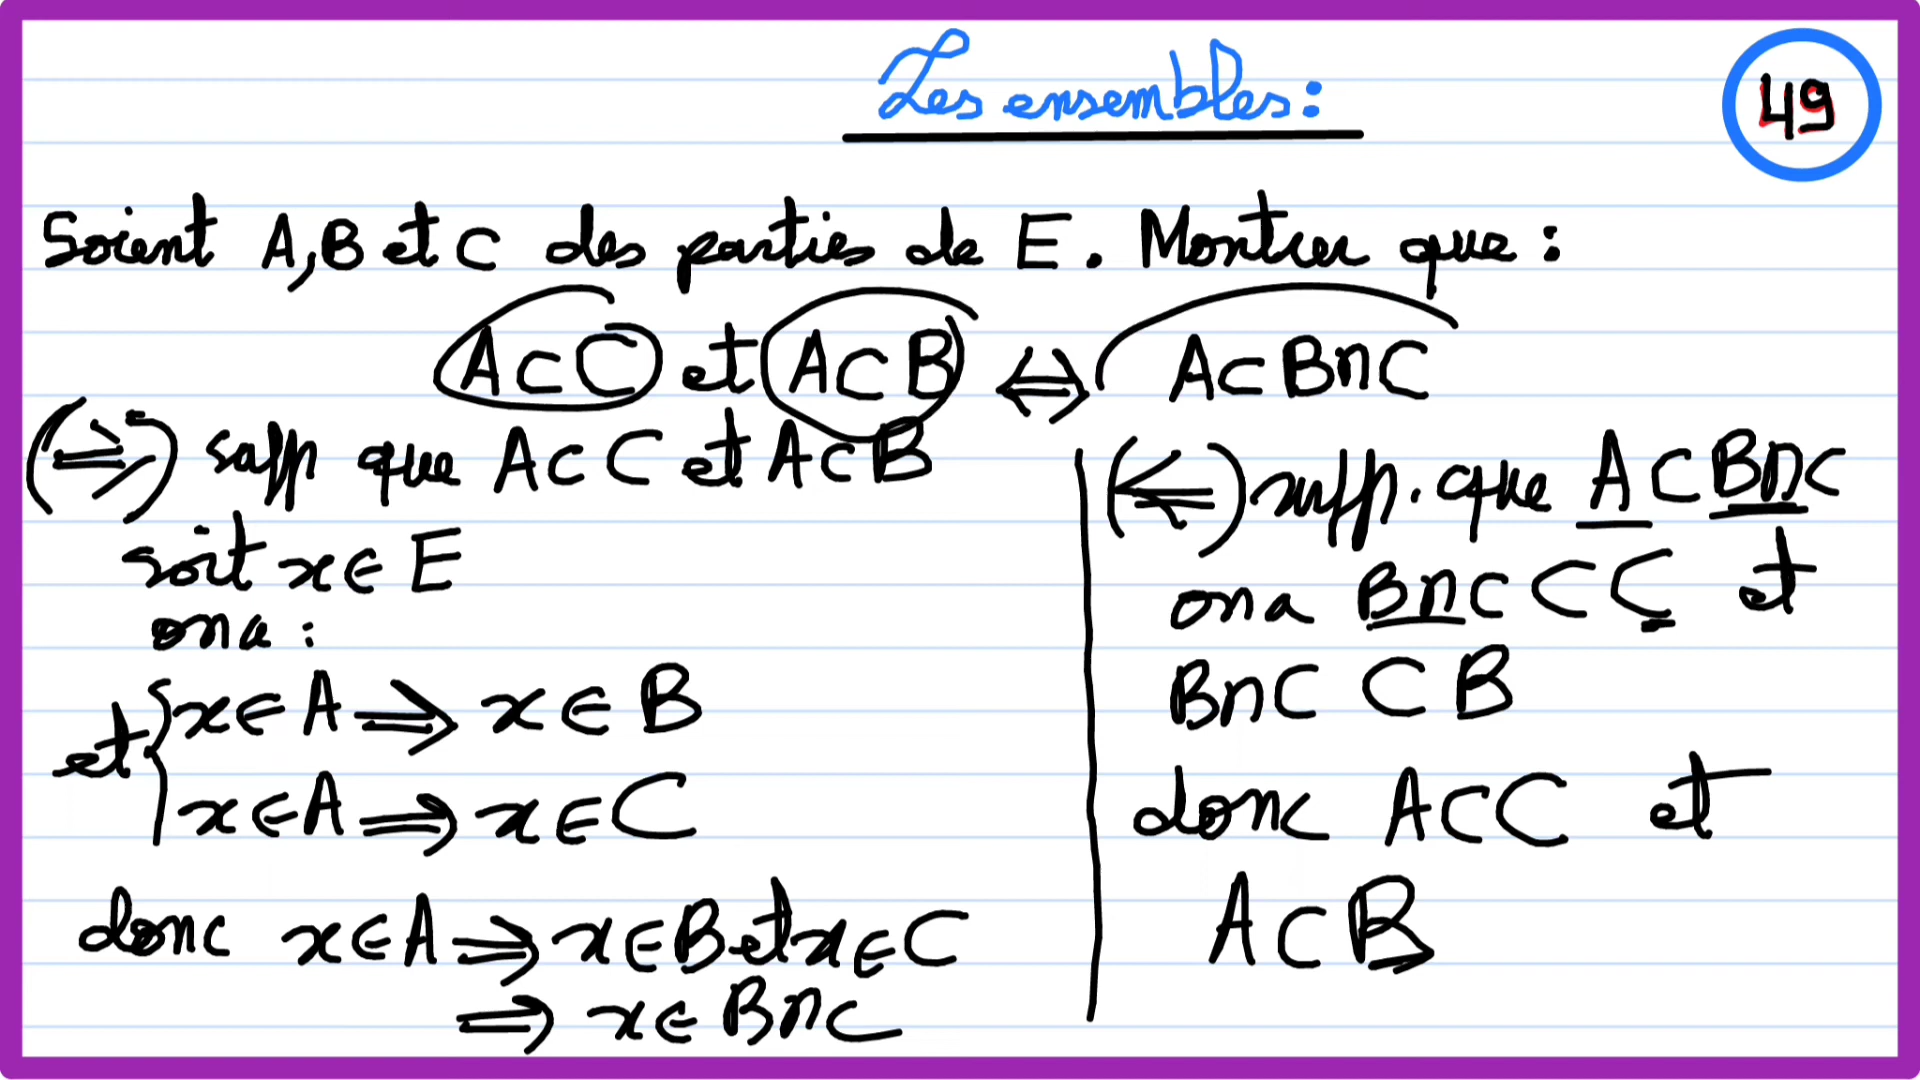 Les ensembles :
49
Soient A, B et C des parties de E. Montrer que :
A⊂C et A⊂B ⟺ A⊂B∩C
(⟹) supp que A⊂C et A⊂B
soit x∈E
on a :
x∈A ⟹ x∈B
et
x∈A ⟹ x∈C
donc x∈A ⟹ x∈B et x∈C
⟹ x∈B∩C
(⟸) supp. que A⊂B∩C
on a B∩C⊂C et
B∩C⊂B
donc A⊂C et
A⊂B